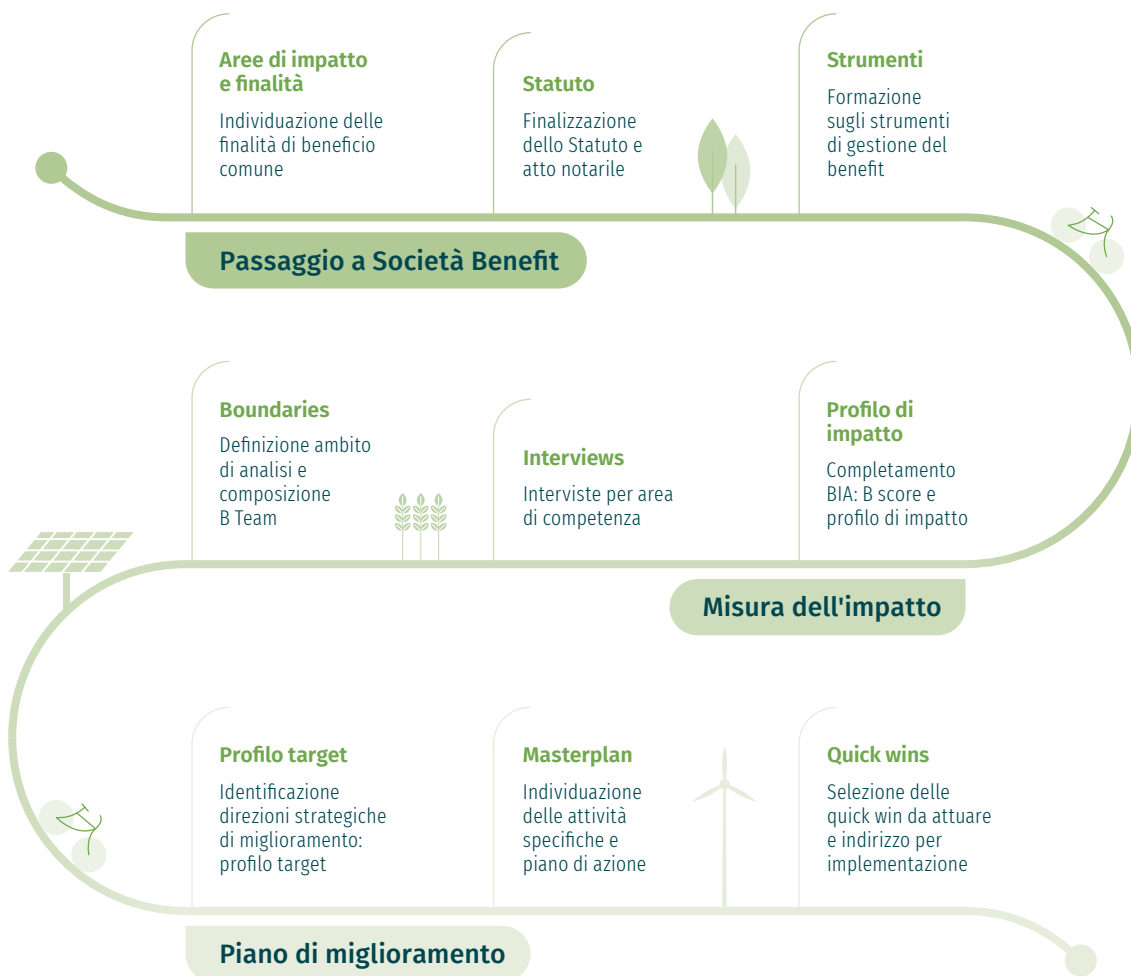 Aree di impatto
e finalità
Individuazione delle
finalità di beneficio
comune
Statuto
Finalizzazione
dello Statuto e
atto notarile
Strumenti
Formazione
sugli strumenti
di gestione del
benefit
Passaggio a Società Benefit
Boundaries
Definizione ambito
di analisi e
composizione
B Team
Interviews
Interviste per area
di competenza
Profilo di
impatto
Completamento
BIA: B score e
profilo di impatto
Misura dell'impatto
Profilo target
Identificazione
direzioni strategiche
di miglioramento:
profilo target
Masterplan
Individuazione
delle attività
specifiche e
piano di azione
Quick wins
Selezione delle
quick win da attuare
e indirizzo per
implementazione
Piano di miglioramento